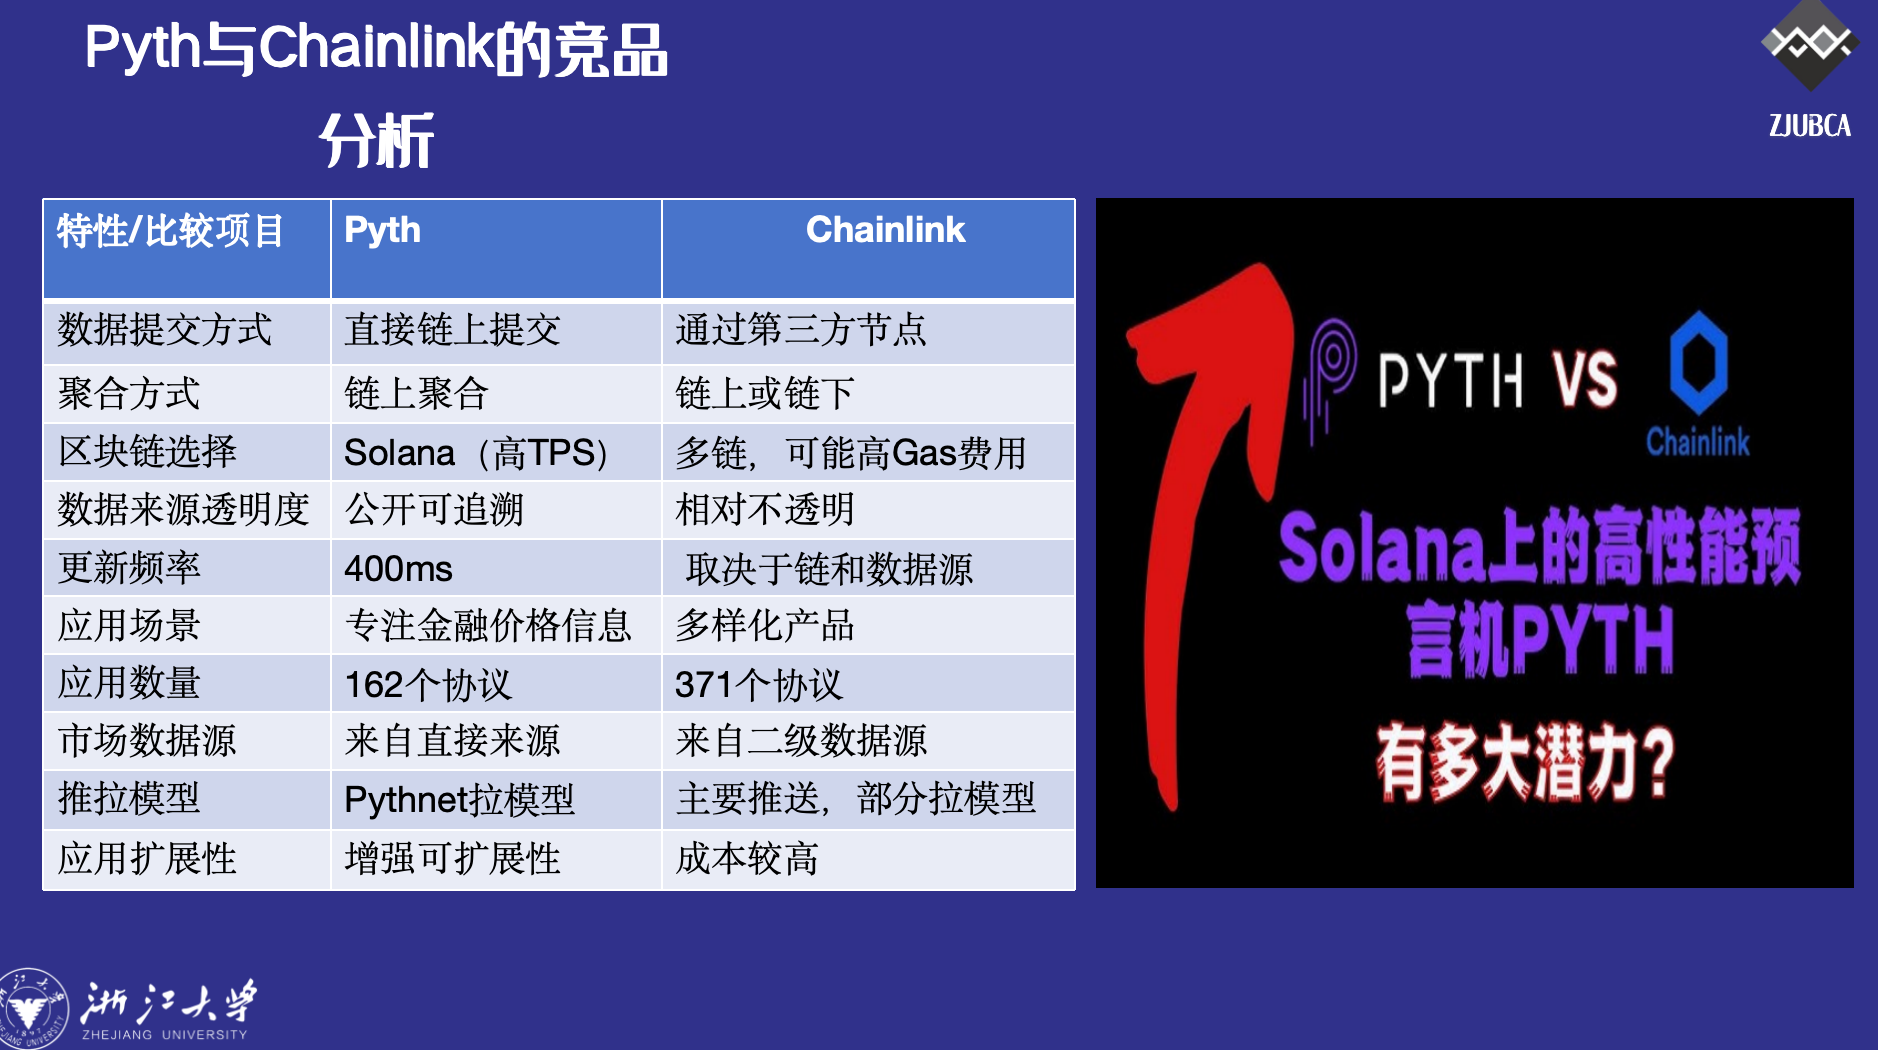 Pyth与Chainlink的竞品
分析
ZJUBCA
特性/比较项目 Pyth Chainlink
数据提交方式 直接链上提交 通过第三方节点
聚合方式 链上聚合 链上或链下
区块链选择 Solana（高TPS） 多链，可能高Gas费用
数据来源透明度 公开可追溯 相对不透明
更新频率 400ms 取决于链和数据源
应用场景 专注金融价格信息 多样化产品
应用数量 162个协议 371个协议
市场数据源 来自直接来源 来自二级数据源
推拉模型 Pythnet拉模型 主要推送，部分拉模型
应用扩展性 增强可扩展性 成本较高
PYTH VS
Chainlink
Solana上的高性能预
言机PYTH
有多大潜力?
浙江大学
ZHEJIANG UNIVERSITY